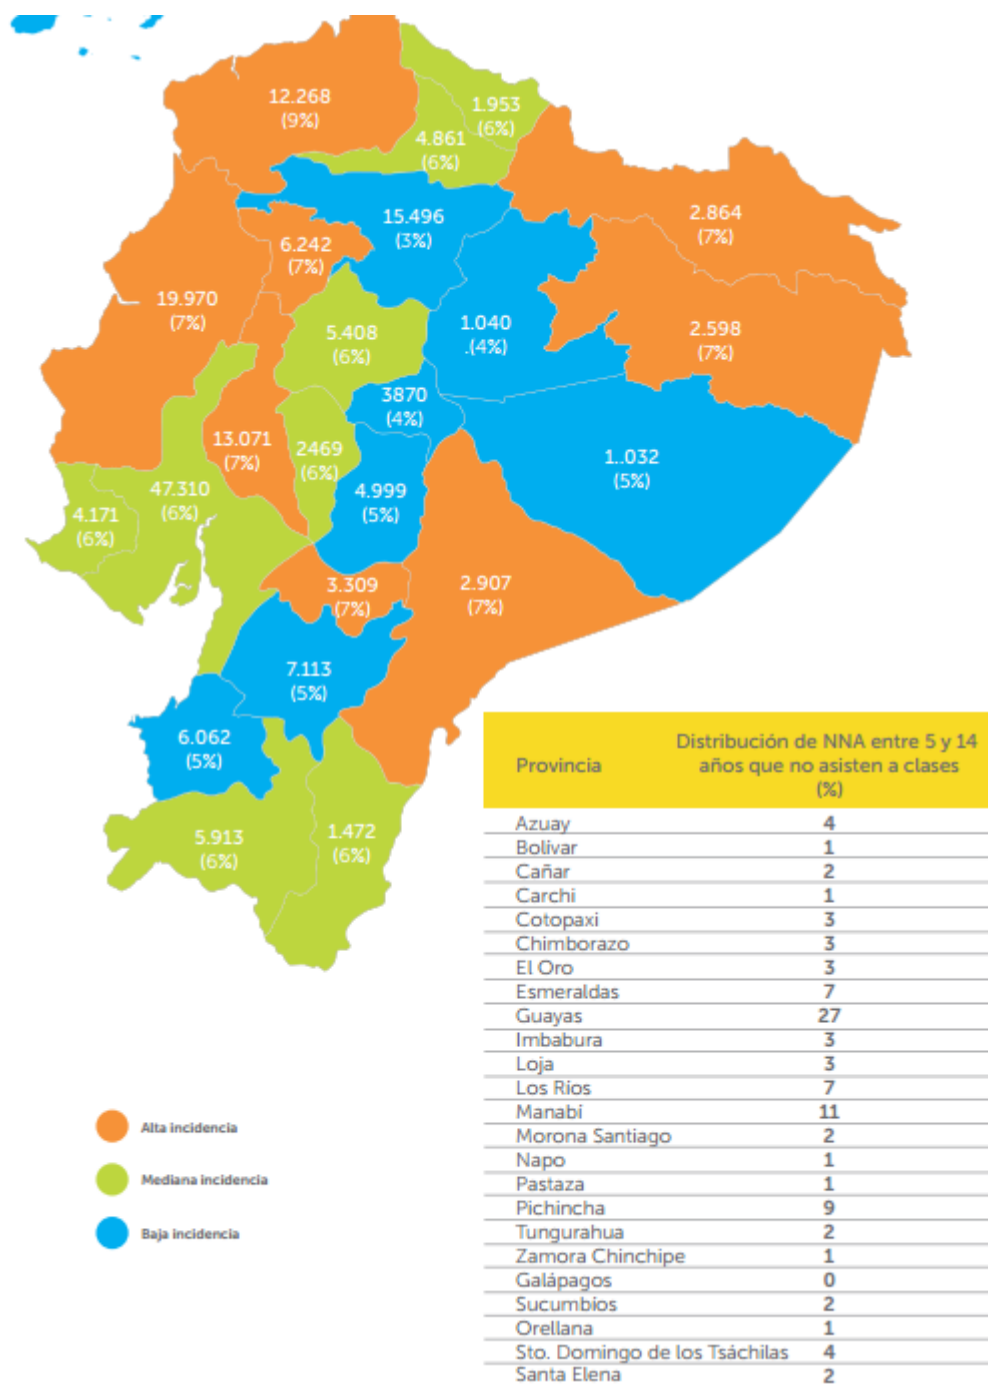 12.268
(9%)
1.953
(6%)
4.861
(6%)
2.864
(7%)
15.496
(3%)
6.242
(7%)
19.970
(7%)
1.040
.(4%)
5.408
(6%)
2.598
(7%)
3870
(4%)
13.071
(7%)
2469
(6%)
1..032
(5%)
47.310
(6%)
4.999
(5%)
4.171
(6%)
3.309
(7%)
2.907
(7%)
7.113
(5%)
6.062
(5%)
5.913
(6%)
1.472
(6%)
Alta incidencia
Mediana incidencia
Baja incidencia
Provincia Distribución de NNA entre 5 y 14
años que no asisten a clases
(%)
Azuay 4
Bolívar 1
Cañar 2
Carchi 1
Cotopaxi 3
Chimborazo 3
El Oro 3
Esmeraldas 7
Guayas 27
Imbabura 3
Loja 3
Los Ríos 7
Manabí 11
Morona Santiago 2
Napo 1
Pastaza 1
Pichincha 9
Tungurahua 2
Zamora Chinchipe 1
Galápagos 0
Sucumbíos 2
Orellana 1
Sto. Domingo de los Tsáchilas 4
Santa Elena 2